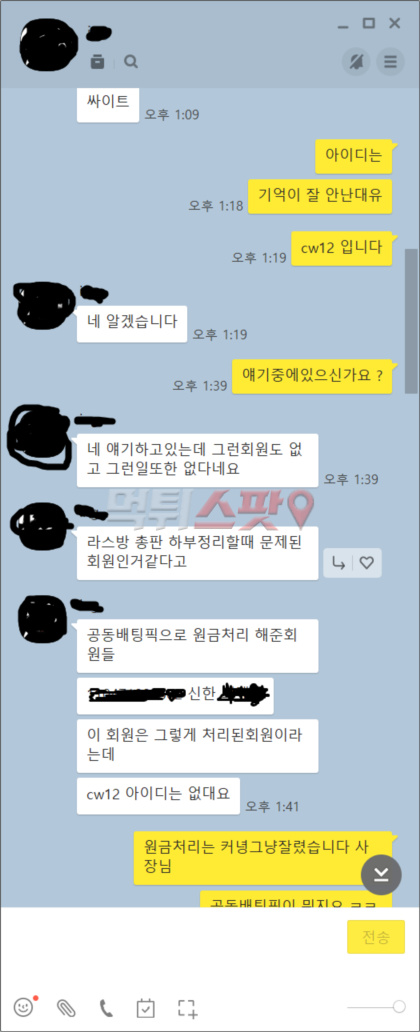 싸이트
오후 1:09
아이디는
기억이 잘 안난대유
오후 1:18
cw12 입니다
오후 1:19
네 알겠습니다
오후 1:19
얘기중에있으신가요 ?
오후 1:39
네 얘기하고있는데 그런회원도 없
고 그런일또한 없다네요
오후 1:39
먹튀스팟
라스방 총판 하부정리할때 문제된
회원인거같다고
공동배팅픽으로 원금처리 해준회
원들
신한
이 회원은 그렇게 처리된회원이라
는데
cw12 아이디는 없대요
오후 1:41
원금처리는 커녕그냥잘렸습니다 사
장님
공동배팅픽이 뭔지요 ㅋㅋ
전송